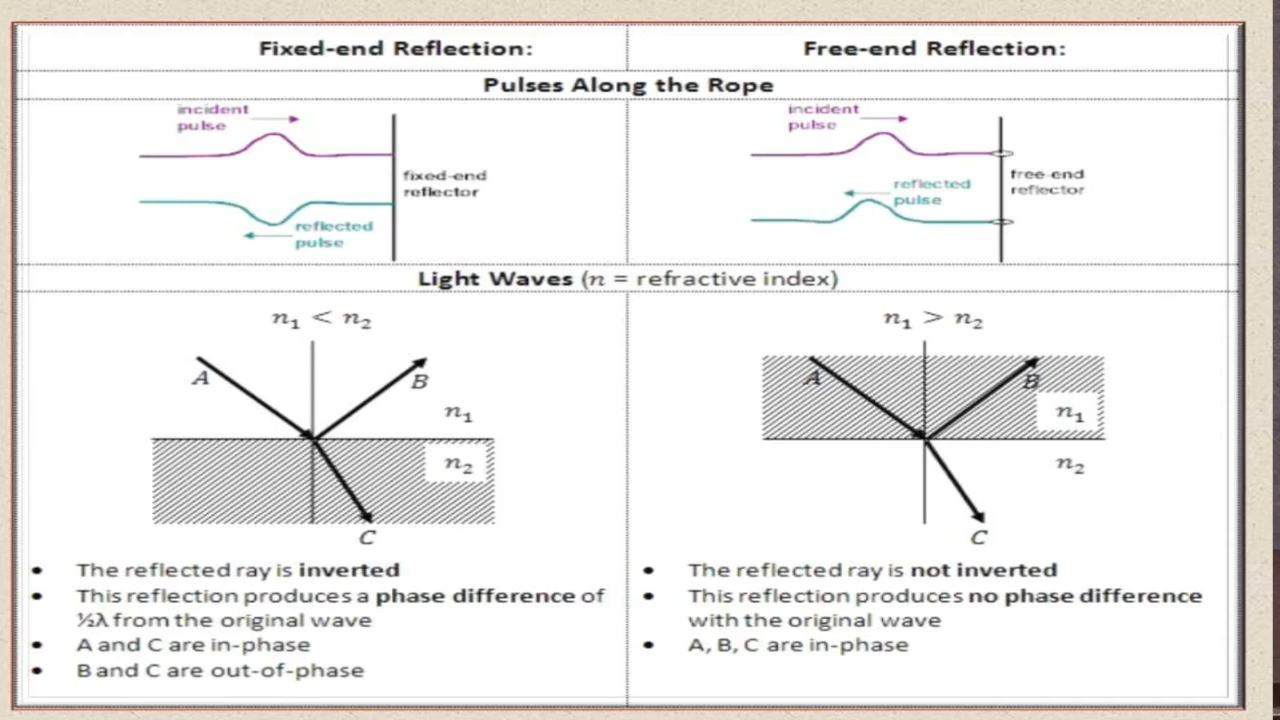 Fixed-end Reflection:
Free-end Reflection:
Pulses Along the Rope
incident
pulse
fixed-end
reflector
reflected
pulse
incident
pulse
reflected
pulse
free-end
reflector
Light Waves (n = refractive index)
n₁ < n₂
A
B
n₁
n₂
C
n₁ > n₂
A
B
n₁
n₂
C
• The reflected ray is inverted
• This reflection produces a phase difference of
½λ from the original wave
• A and C are in-phase
• B and C are out-of-phase
• The reflected ray is not inverted
• This reflection produces no phase difference
with the original wave
• A, B, C are in-phase